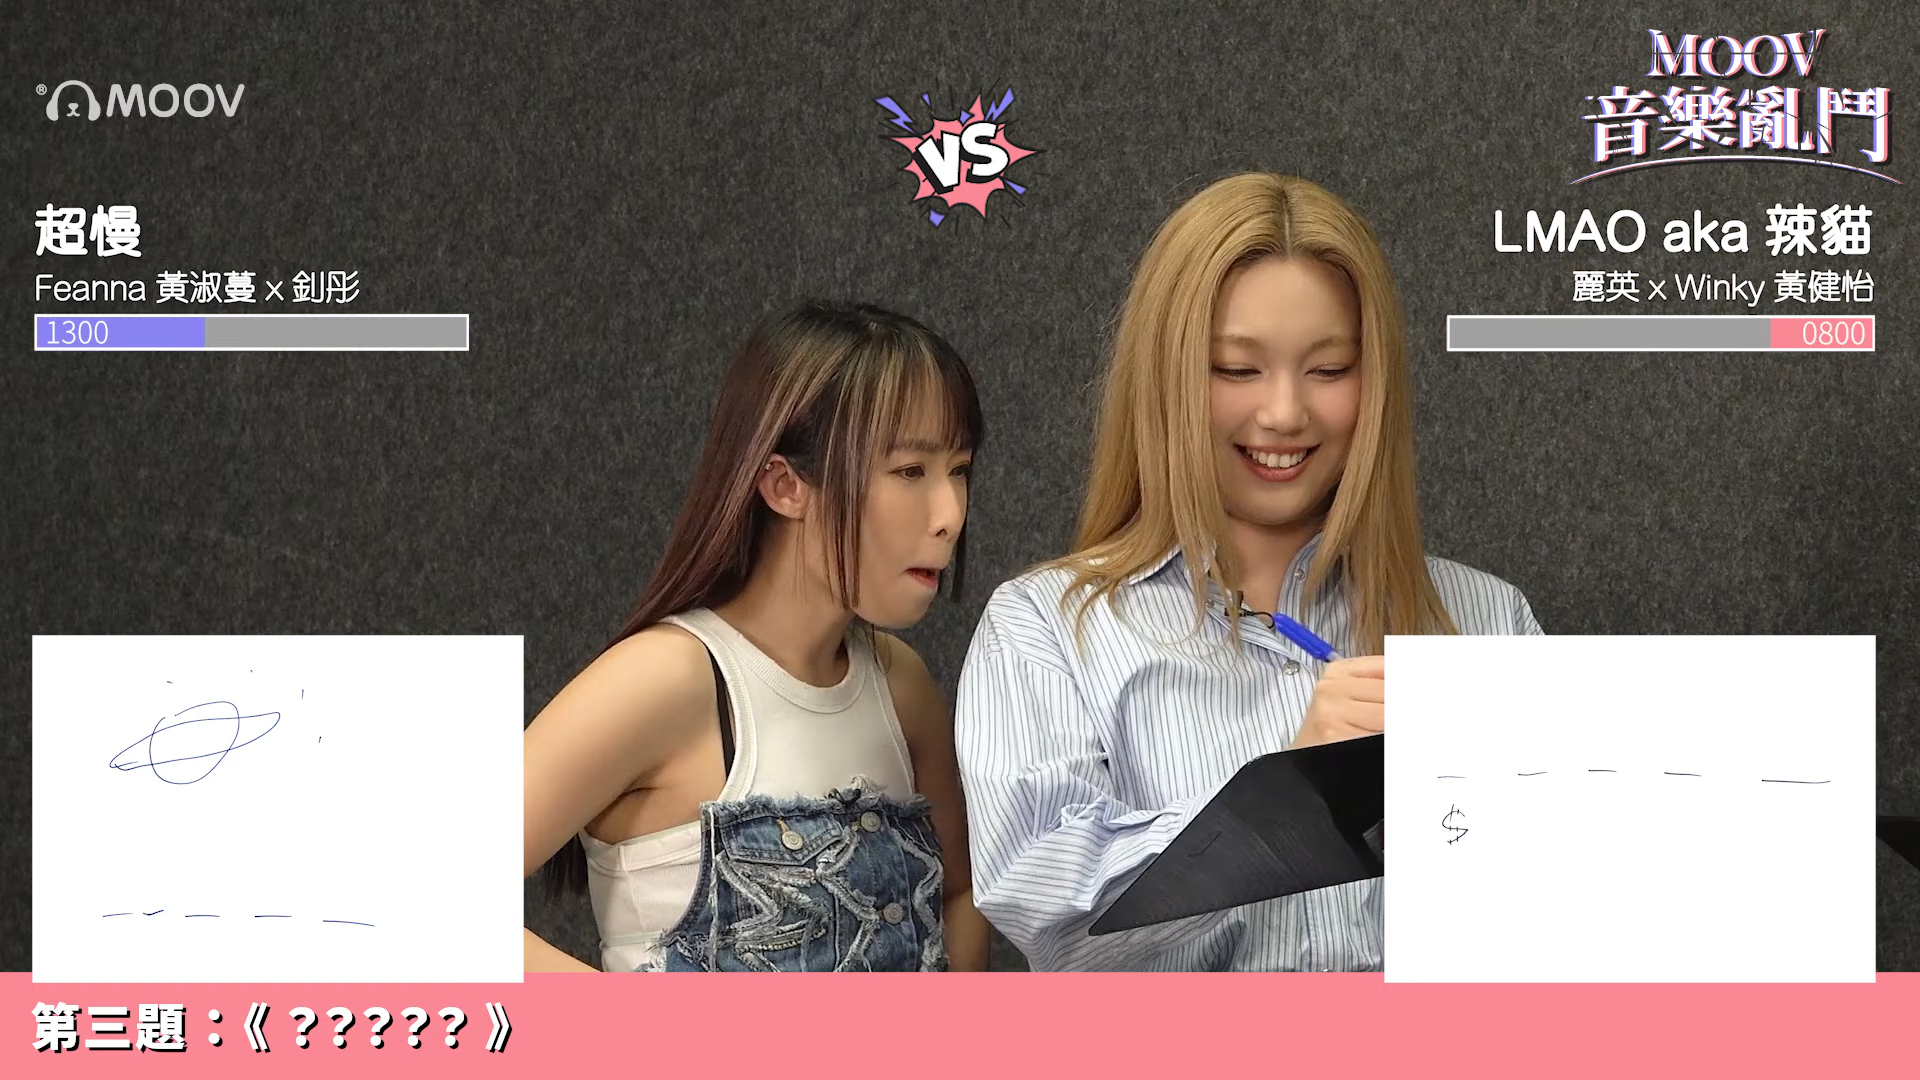 MOOV
VS
MOOV
音樂亂鬥
超慢
Feanna 黃淑蔓 x 釗彤
1300
LMAO aka 辣貓
麗英 x Winky 黃健怡
0800
$
第三題：《？？？？？》